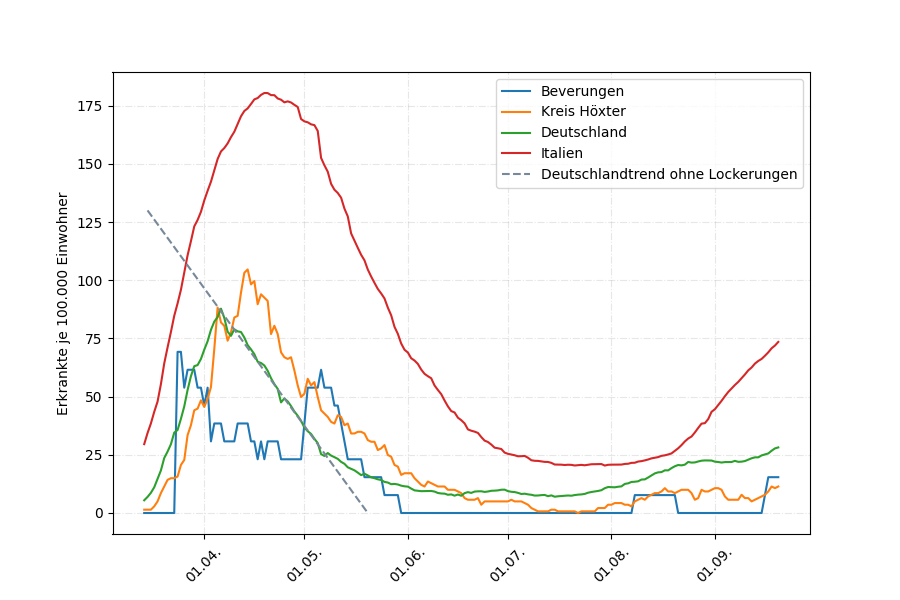 Beverungen
Kreis Höxter
Deutschland
Italien
Deutschlandtrend ohne Lockerungen
Erkrankte je 100.000 Einwohner
175
150
125
100
75
50
25
0
01.04. 01.05. 01.06. 01.07. 01.08. 01.09.